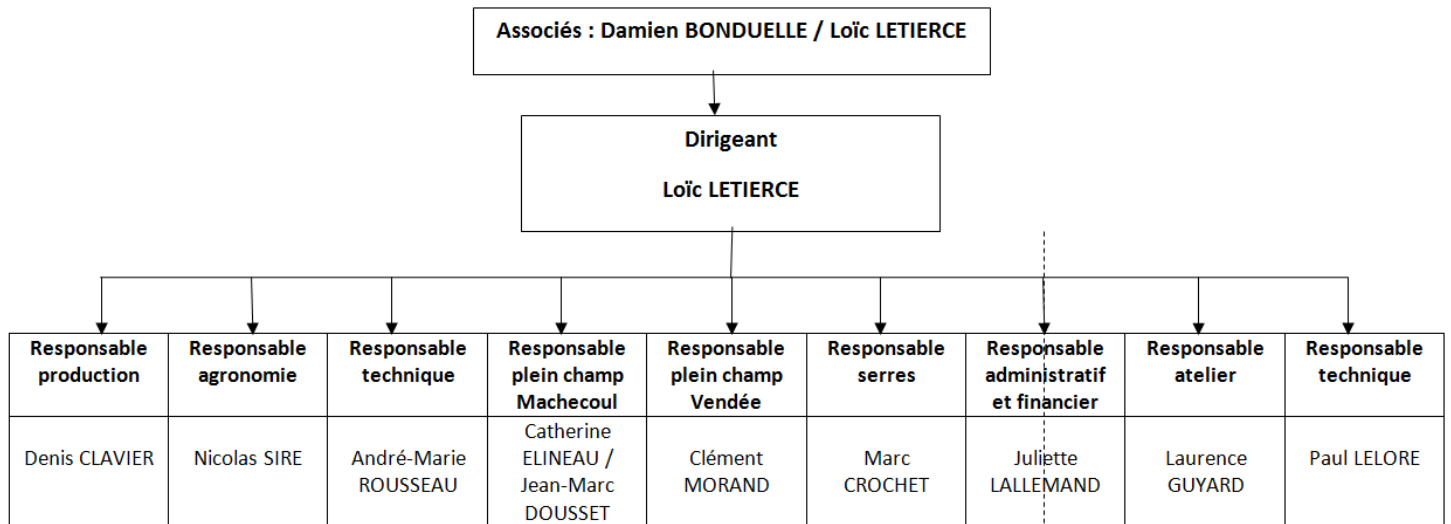 Associés : Damien BONDUELLE / Loïc LETIERCE
Dirigeant
Loïc LETIERCE
Responsable
production
Responsable
agronomie
Responsable
technique
Responsable
plein champ
Machecoul
Responsable
plein champ
Vendée
Responsable
serres
Responsable
administratif
et financier
Responsable
atelier
Responsable
technique
Denis CLAVIER
Nicolas SIRE
André-Marie
ROUSSEAU
Catherine
ELINEAU /
Jean-Marc
DOUSSET
Clément
MORAND
Marc
CROCHET
Juliette
LALLEMAND
Laurence
GUYARD
Paul LELORE